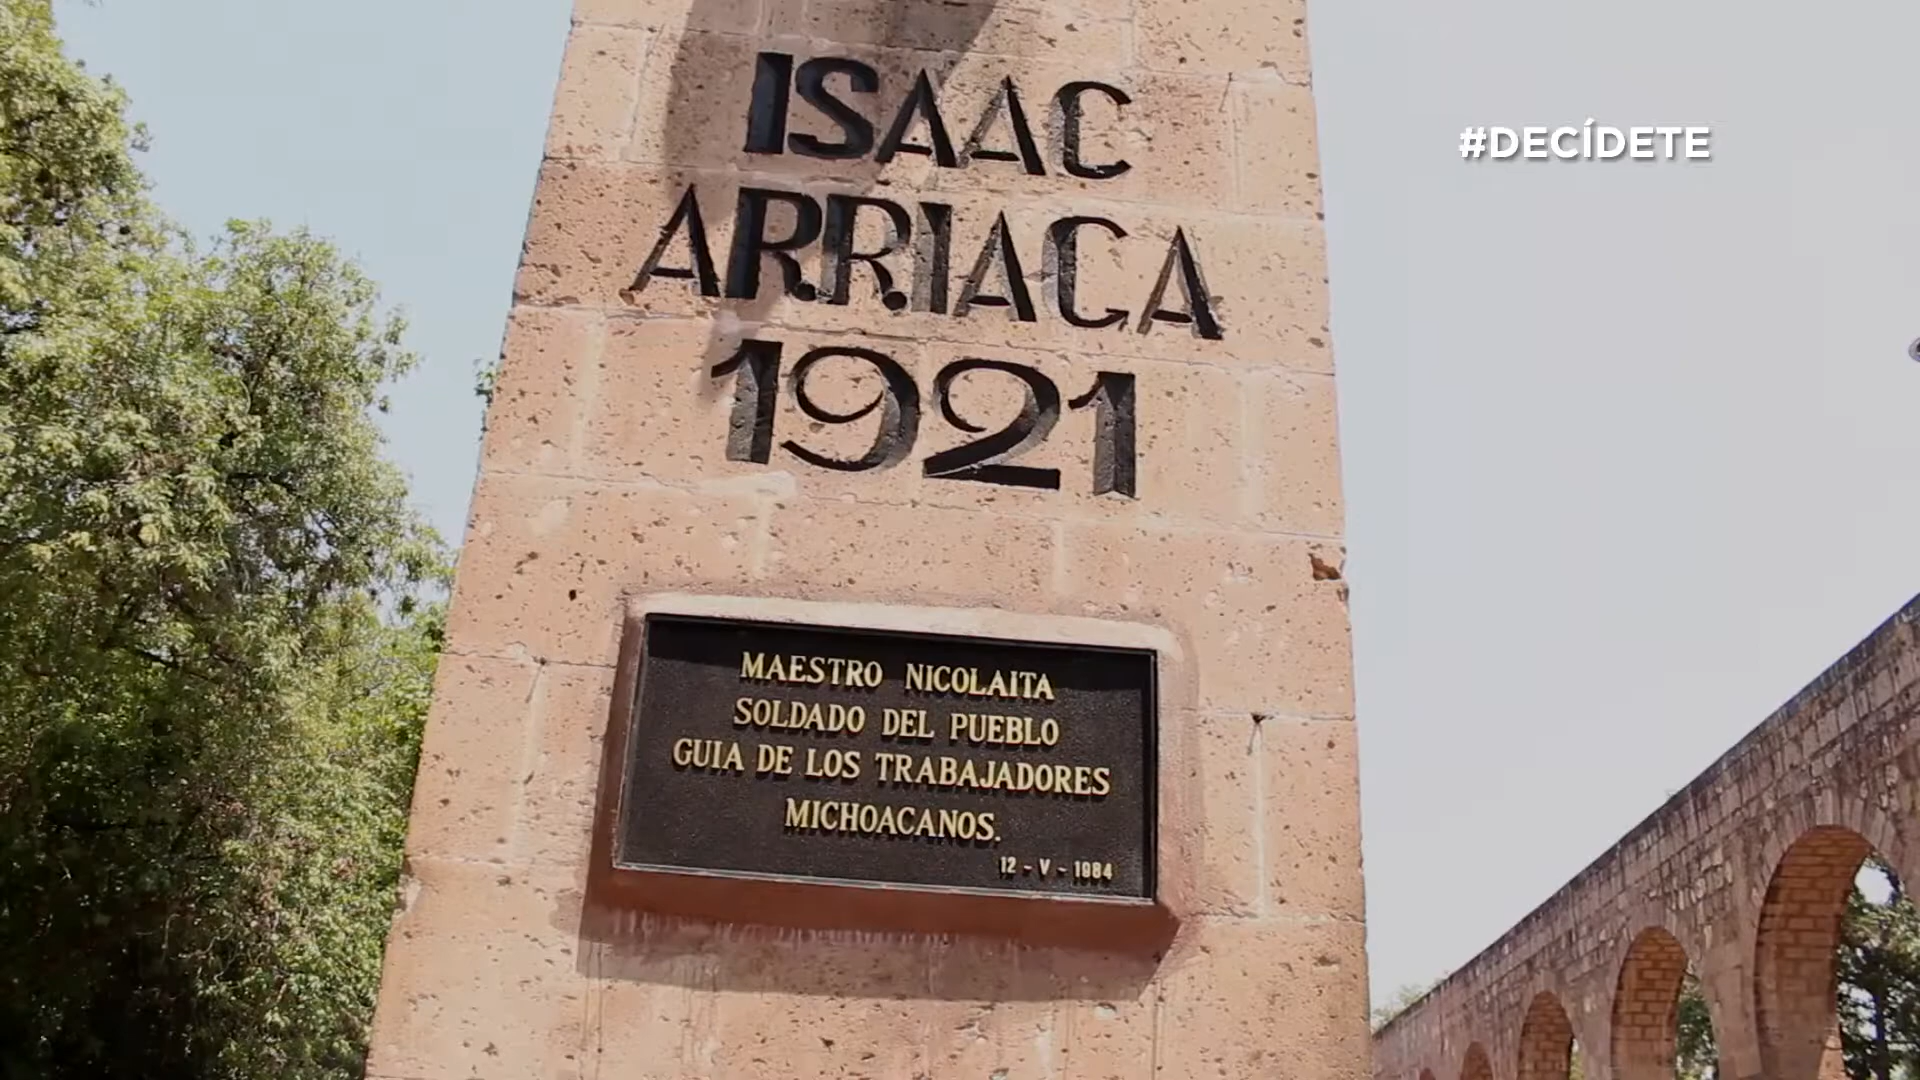 ISAAC
ARRIAGA
1921
#DECÍDETE
MAESTRO NICOLAITA
SOLDADO DEL PUEBLO
GUIA DE LOS TRABAJADORES
MICHOACANOS.
12 - V - 1984